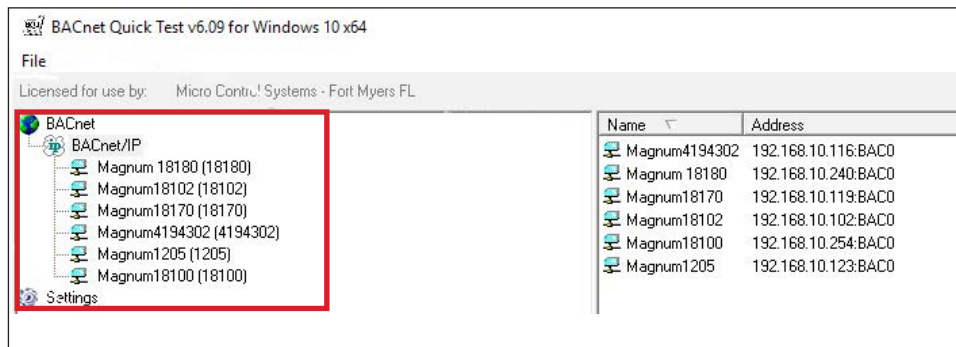 BACnet Quick Test v6.09 for Windows 10 x64
File
Licensed for use by: Micro Control Systems - Fort Myers FL
BACnet
BACnet/IP
Magnum 18180 (18180)
Magnum18102 (18102)
Magnum18170 (18170)
Magnum4194302 (4194302)
Magnum1205 (1205)
Magnum18100 (18100)
Settings
Name Address
Magnum4194302 192.168.10.116:BAC0
Magnum 18180 192.168.10.240:BAC0
Magnum18170 192.168.10.119:BAC0
Magnum18102 192.168.10.102:BAC0
Magnum18100 192.168.10.254:BAC0
Magnum1205 192.168.10.123:BAC0